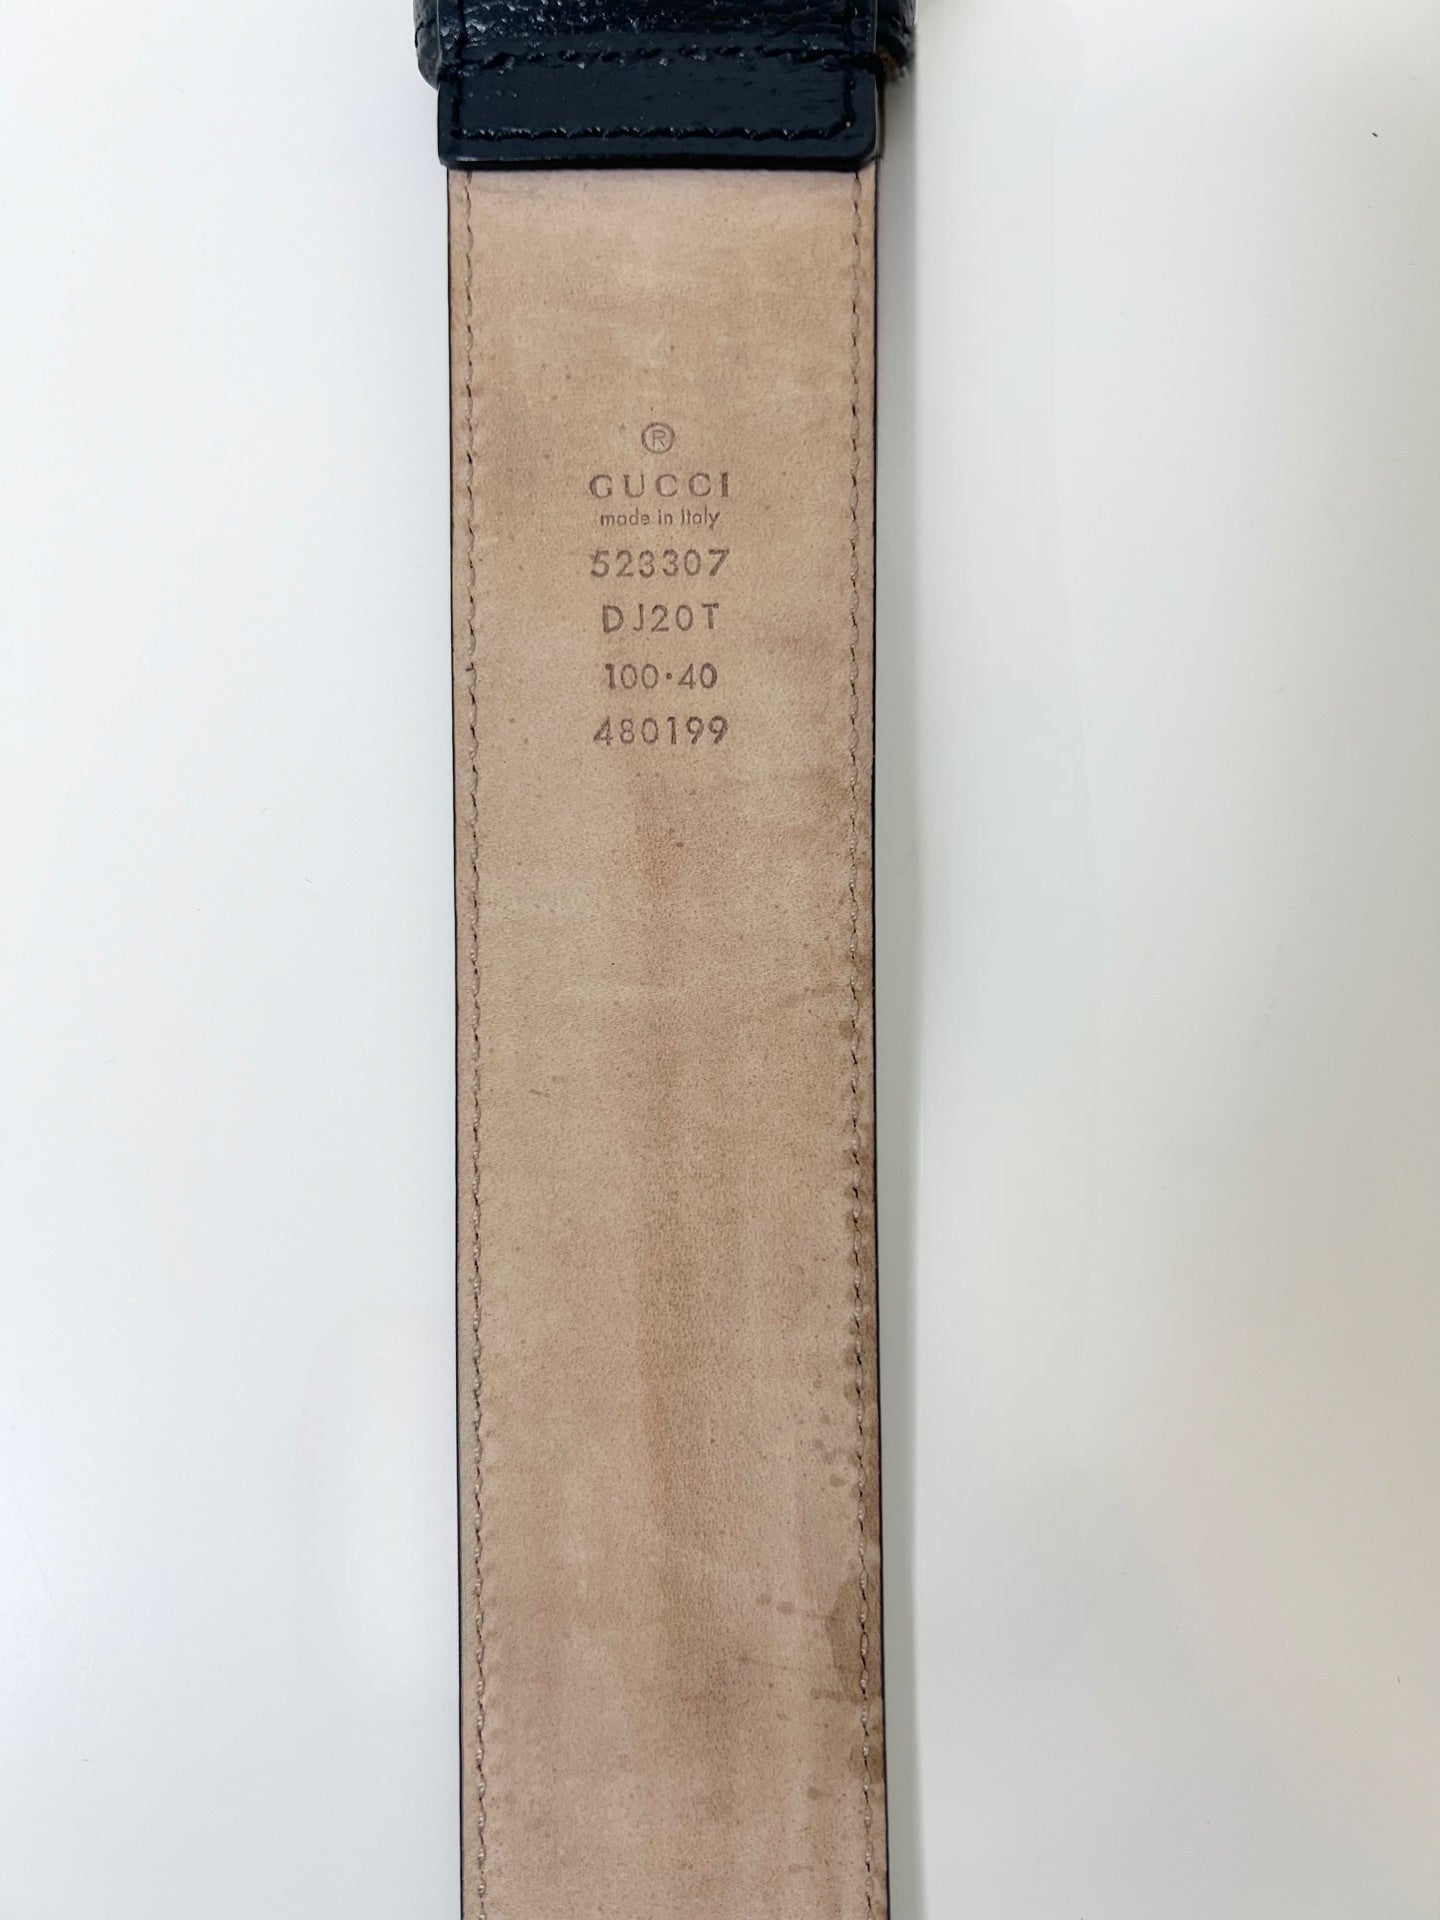 ®
GUCCI
made in Italy
523307
DJ20T
100·40
480199